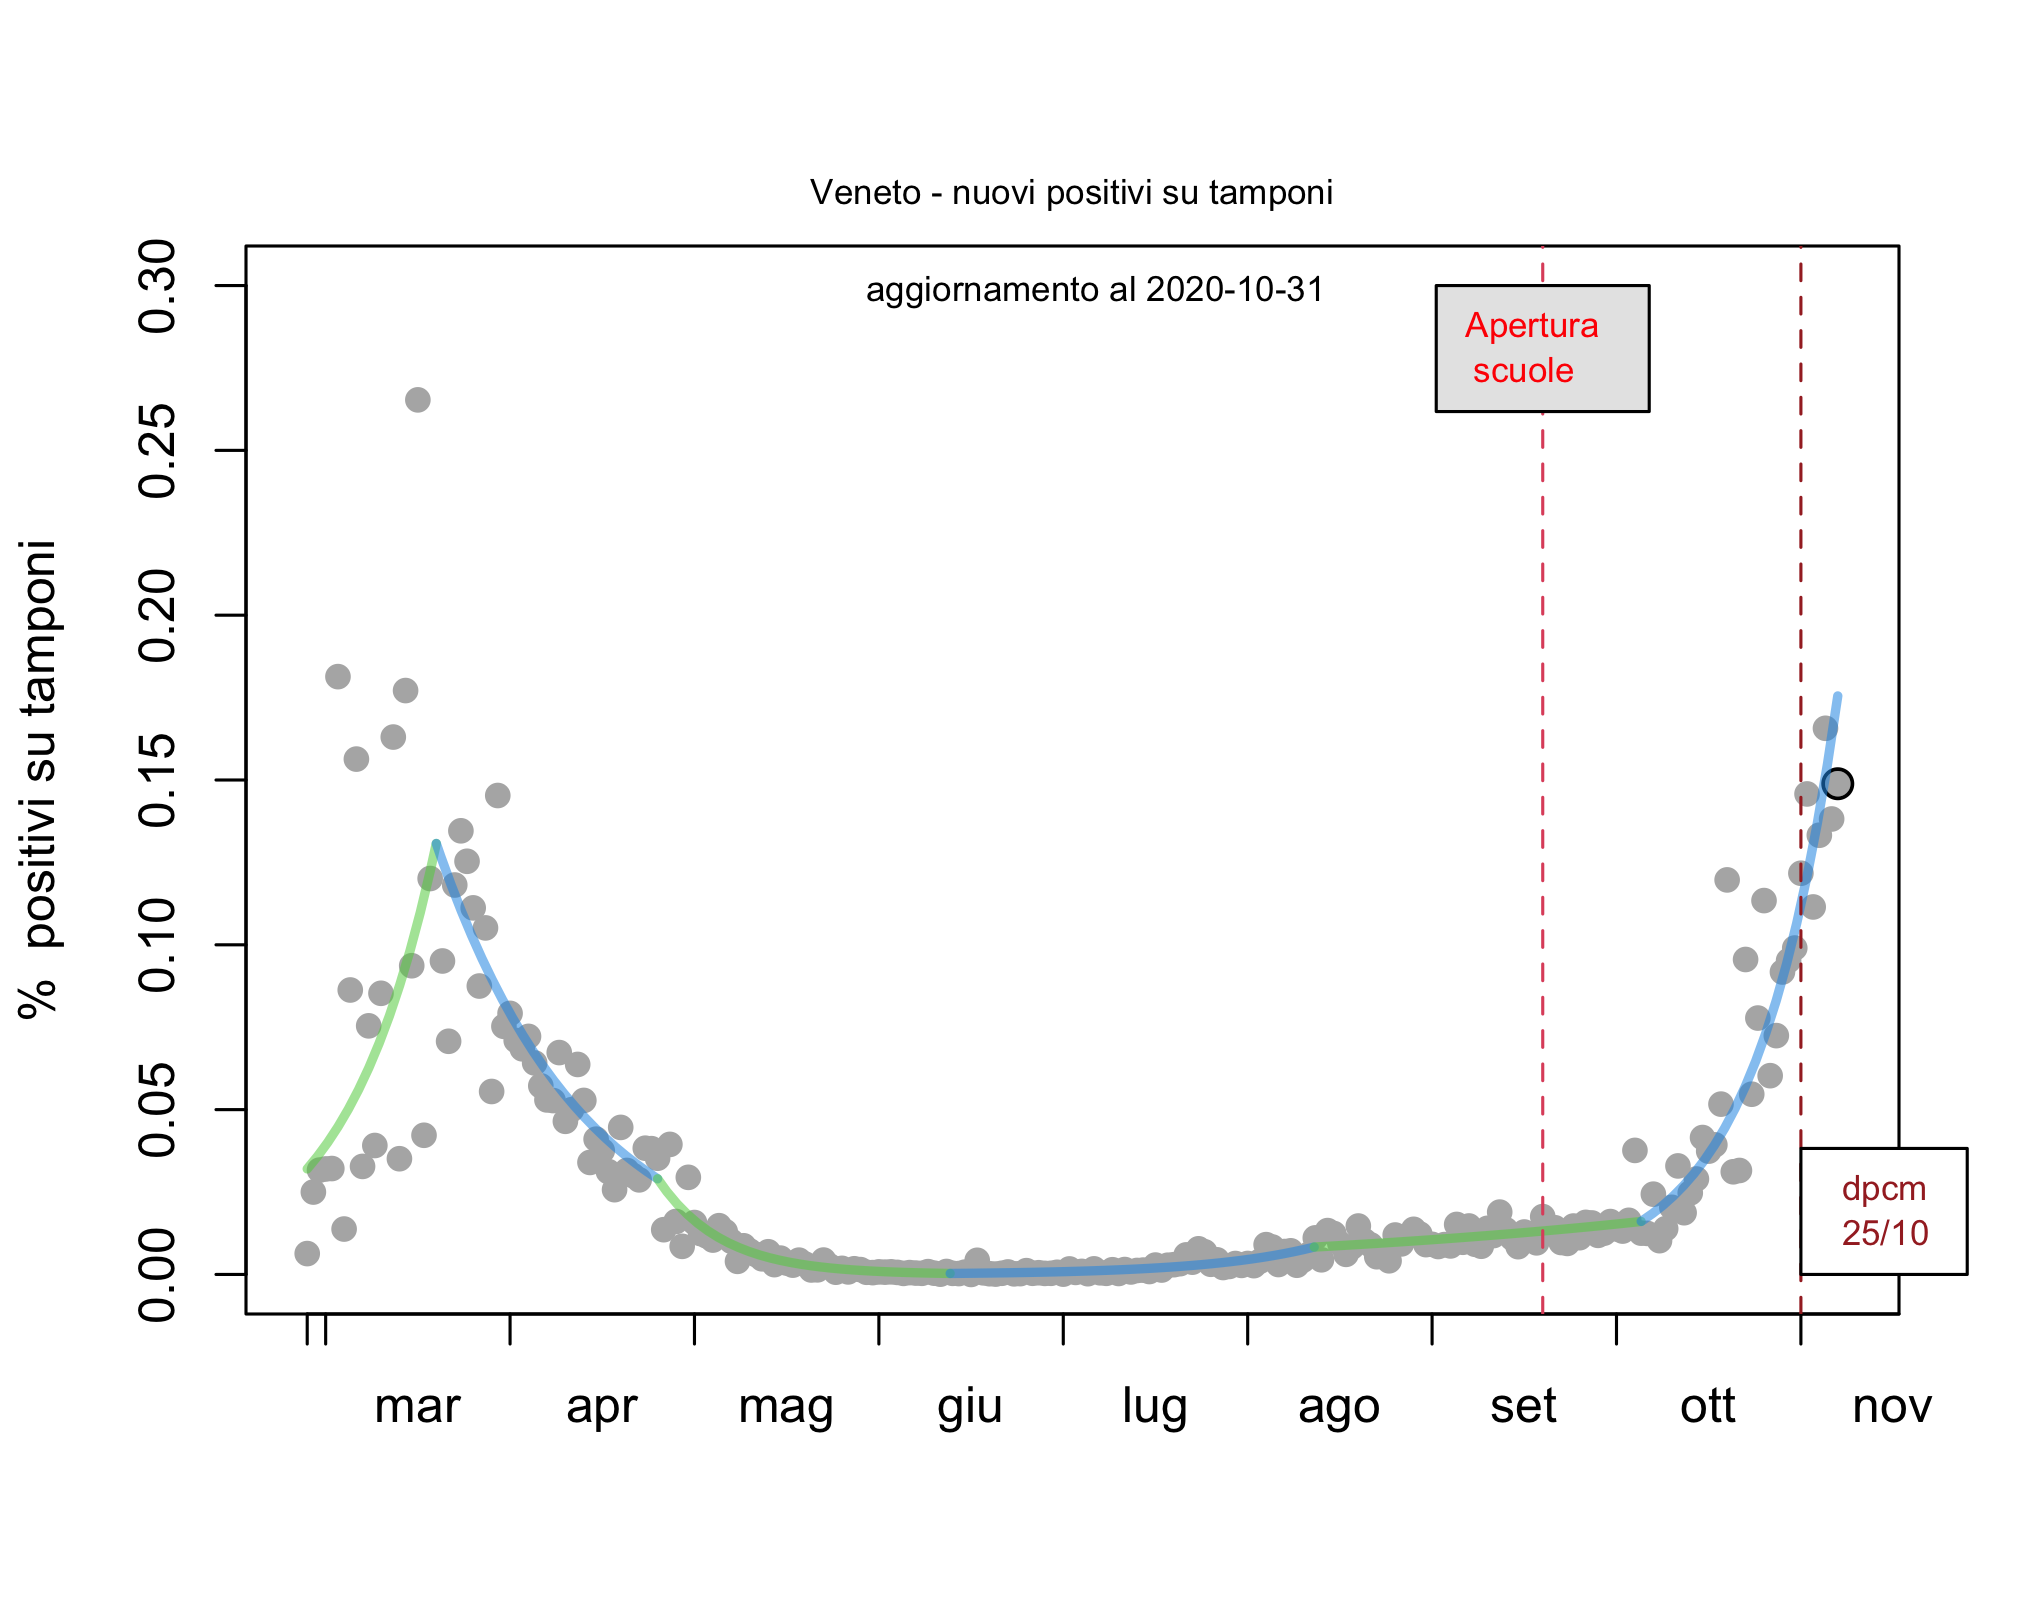 Veneto - nuovi positivi su tamponi
aggiornamento al 2020-10-31
Apertura
scuole
% positivi su tamponi
0.30
0.25
0.20
0.15
0.10
0.05
0.00
dpcm
25/10
mar apr mag giu lug ago set ott nov